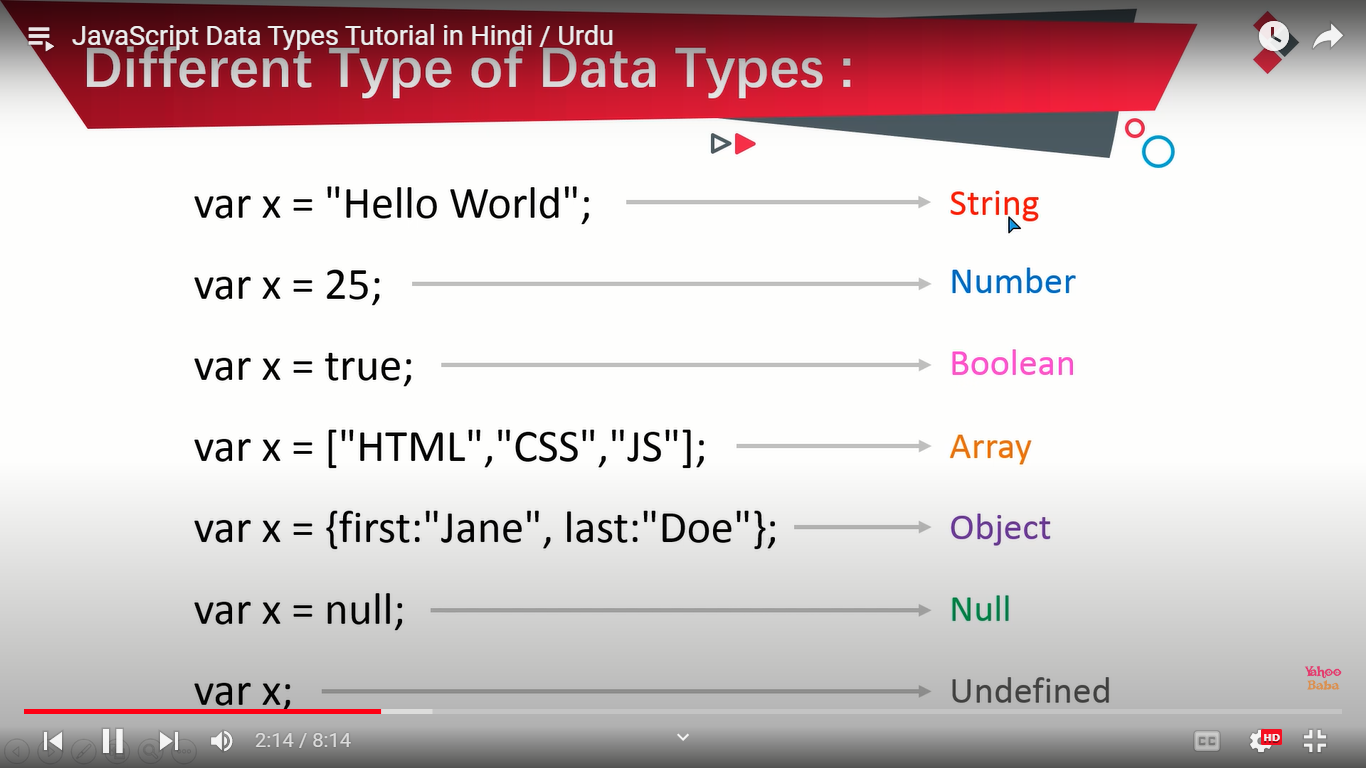 JavaScript Data Types Tutorial in Hindi / Urdu
Different Type of Data Types :
var x = "Hello World"; String
var x = 25; Number
var x = true; Boolean
var x = ["HTML","CSS","JS"]; Array
var x = {first:"Jane", last:"Doe"}; Object
var x = null; Null
var x; Undefined
Yahoo
Baba
2:14 / 8:14
CC
HD